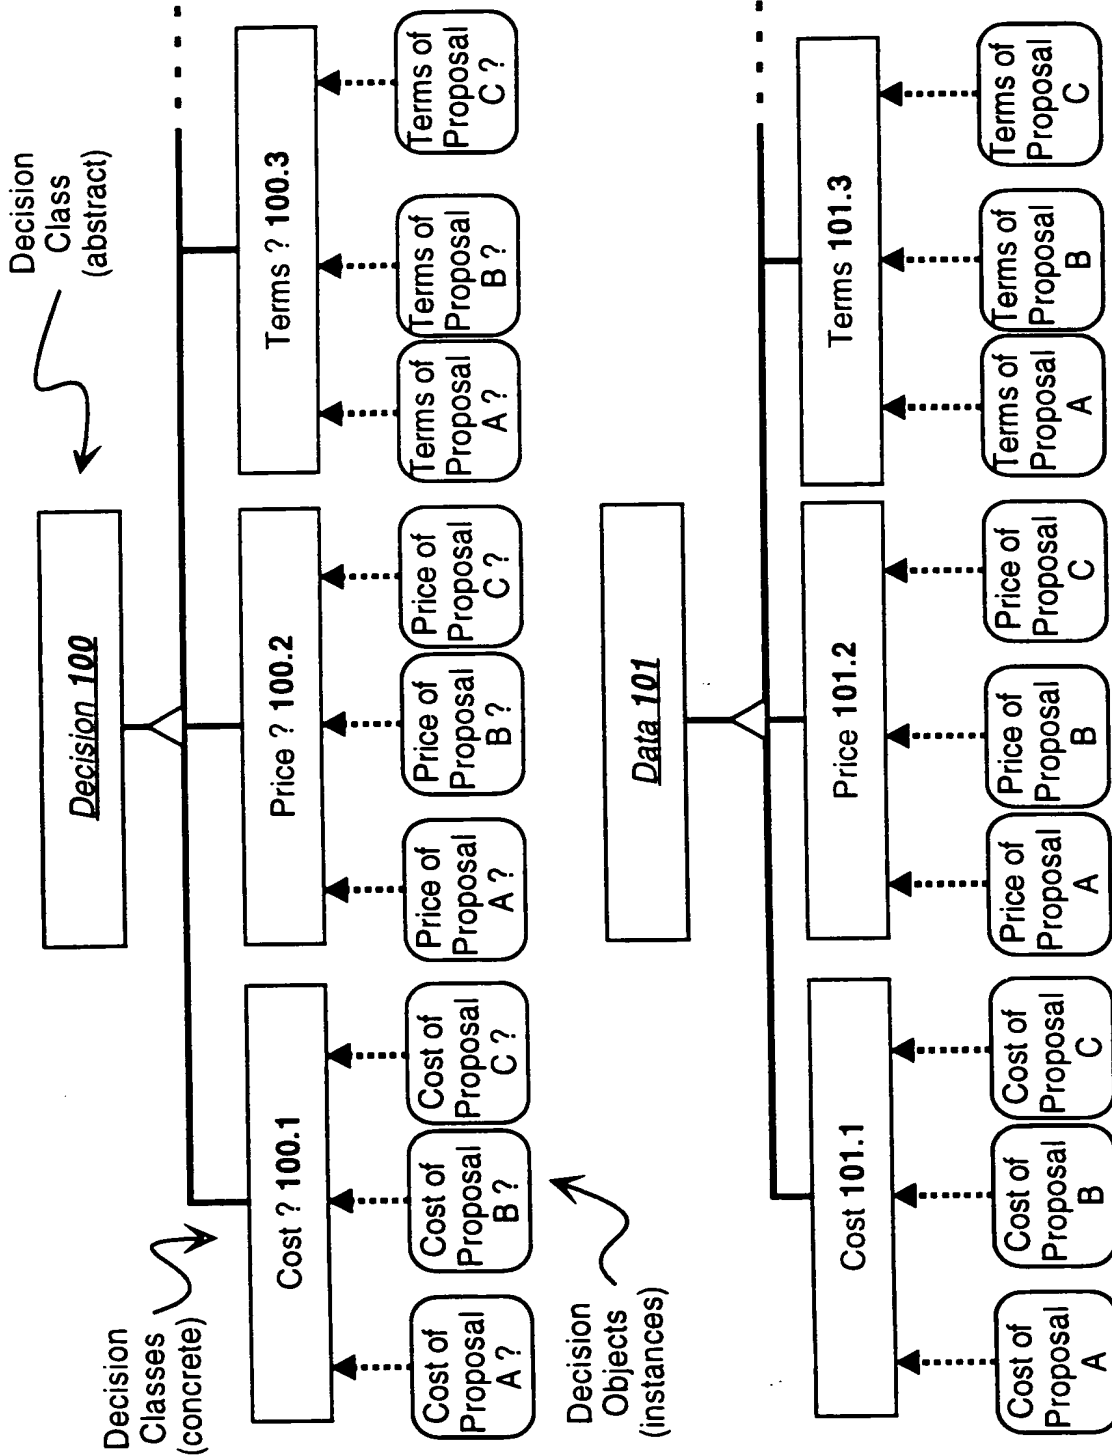 Decision
Class
(abstract)
Decision 100
Decision
Classes
(concrete)
Cost ? 100.1
Price ? 100.2
Terms ? 100.3
Cost of
Proposal
A ?
Cost of
Proposal
B ?
Cost of
Proposal
C ?
Price of
Proposal
A ?
Price of
Proposal
B ?
Price of
Proposal
C ?
Terms of
Proposal
A ?
Terms of
Proposal
B ?
Terms of
Proposal
C ?
Decision
Objects
(instances)
Data 101
Cost 101.1
Price 101.2
Terms 101.3
Cost of
Proposal
A
Cost of
Proposal
B
Cost of
Proposal
C
Price of
Proposal
A
Price of
Proposal
B
Price of
Proposal
C
Terms of
Proposal
A
Terms of
Proposal
B
Terms of
Proposal
C